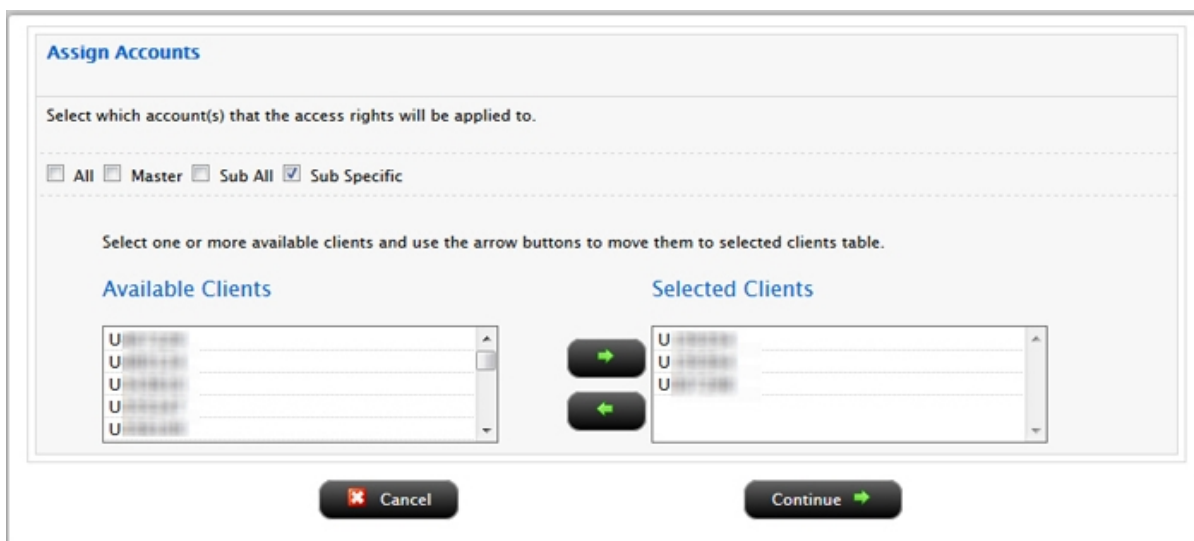 Assign Accounts
Select which account(s) that the access rights will be applied to.
All Master Sub All Sub Specific
Select one or more available clients and use the arrow buttons to move them to selected clients table.
Available Clients Selected Clients
U U
U U
U U
U
U
Cancel Continue